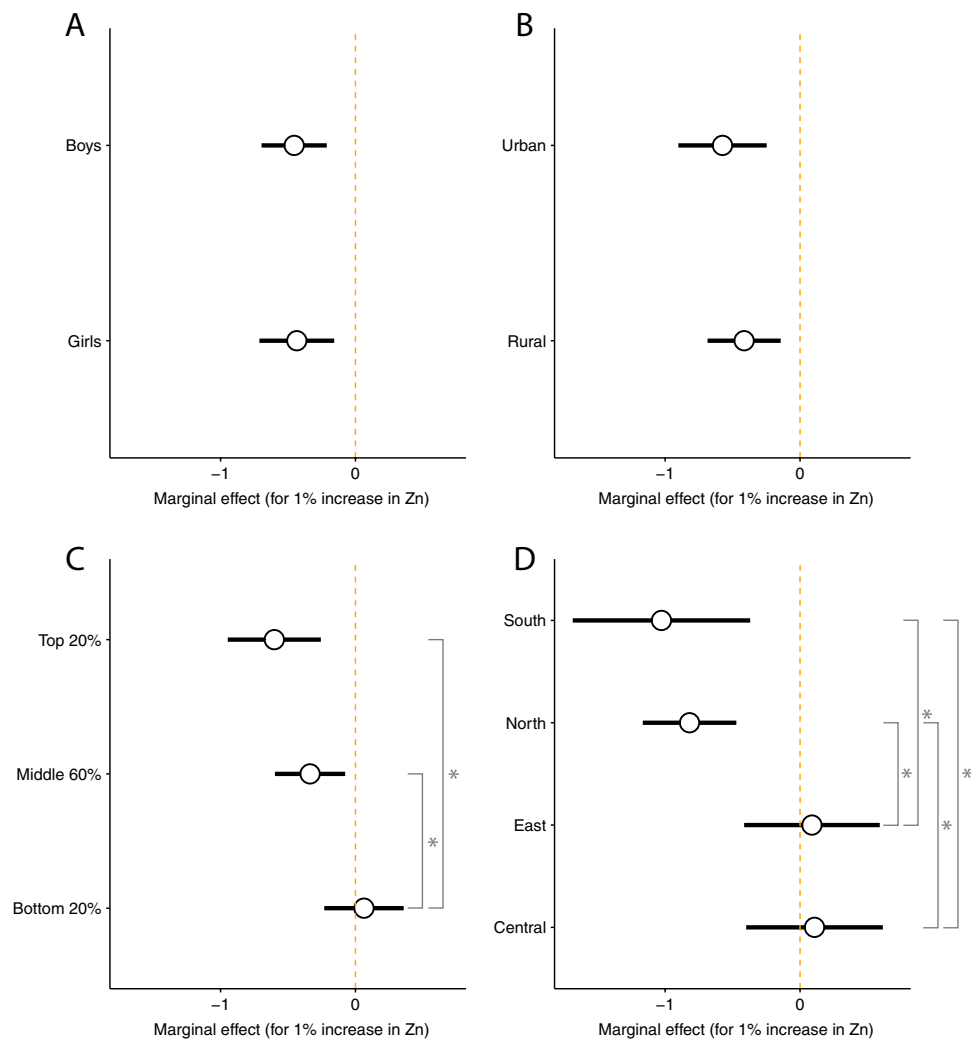 A
Boys
Girls
−1
0
Marginal effect (for 1% increase in Zn)
B
Urban
Rural
−1
0
Marginal effect (for 1% increase in Zn)
C
Top 20%
Middle 60%
Bottom 20%
*
*
−1
0
Marginal effect (for 1% increase in Zn)
D
South
North
East
Central
*
*
*
*
−1
0
Marginal effect (for 1% increase in Zn)